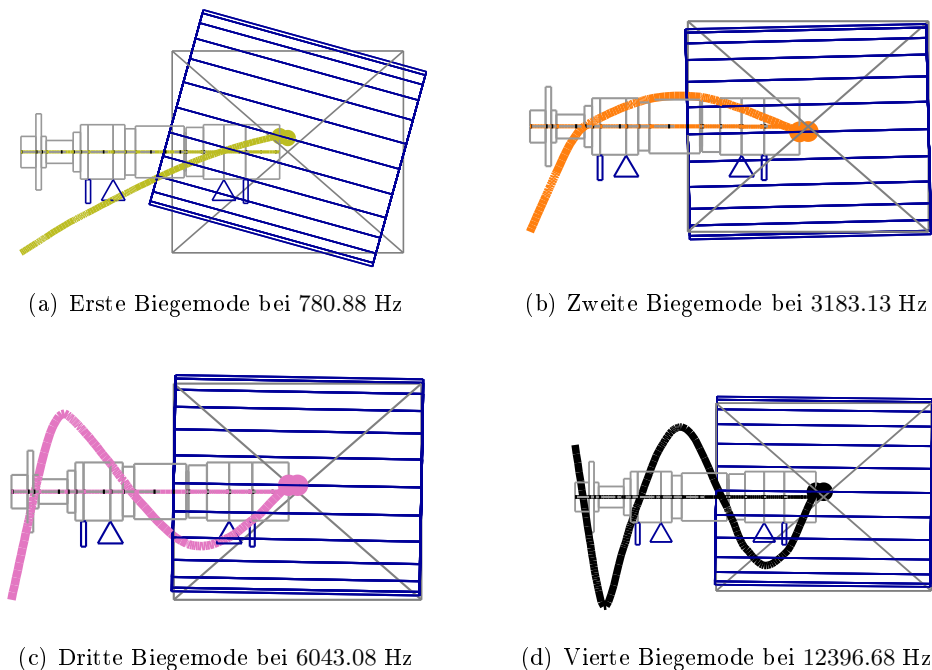 (a) Erste Biegemode bei 780.88 Hz
(b) Zweite Biegemode bei 3183.13 Hz
(c) Dritte Biegemode bei 6043.08 Hz
(d) Vierte Biegemode bei 12396.68 Hz